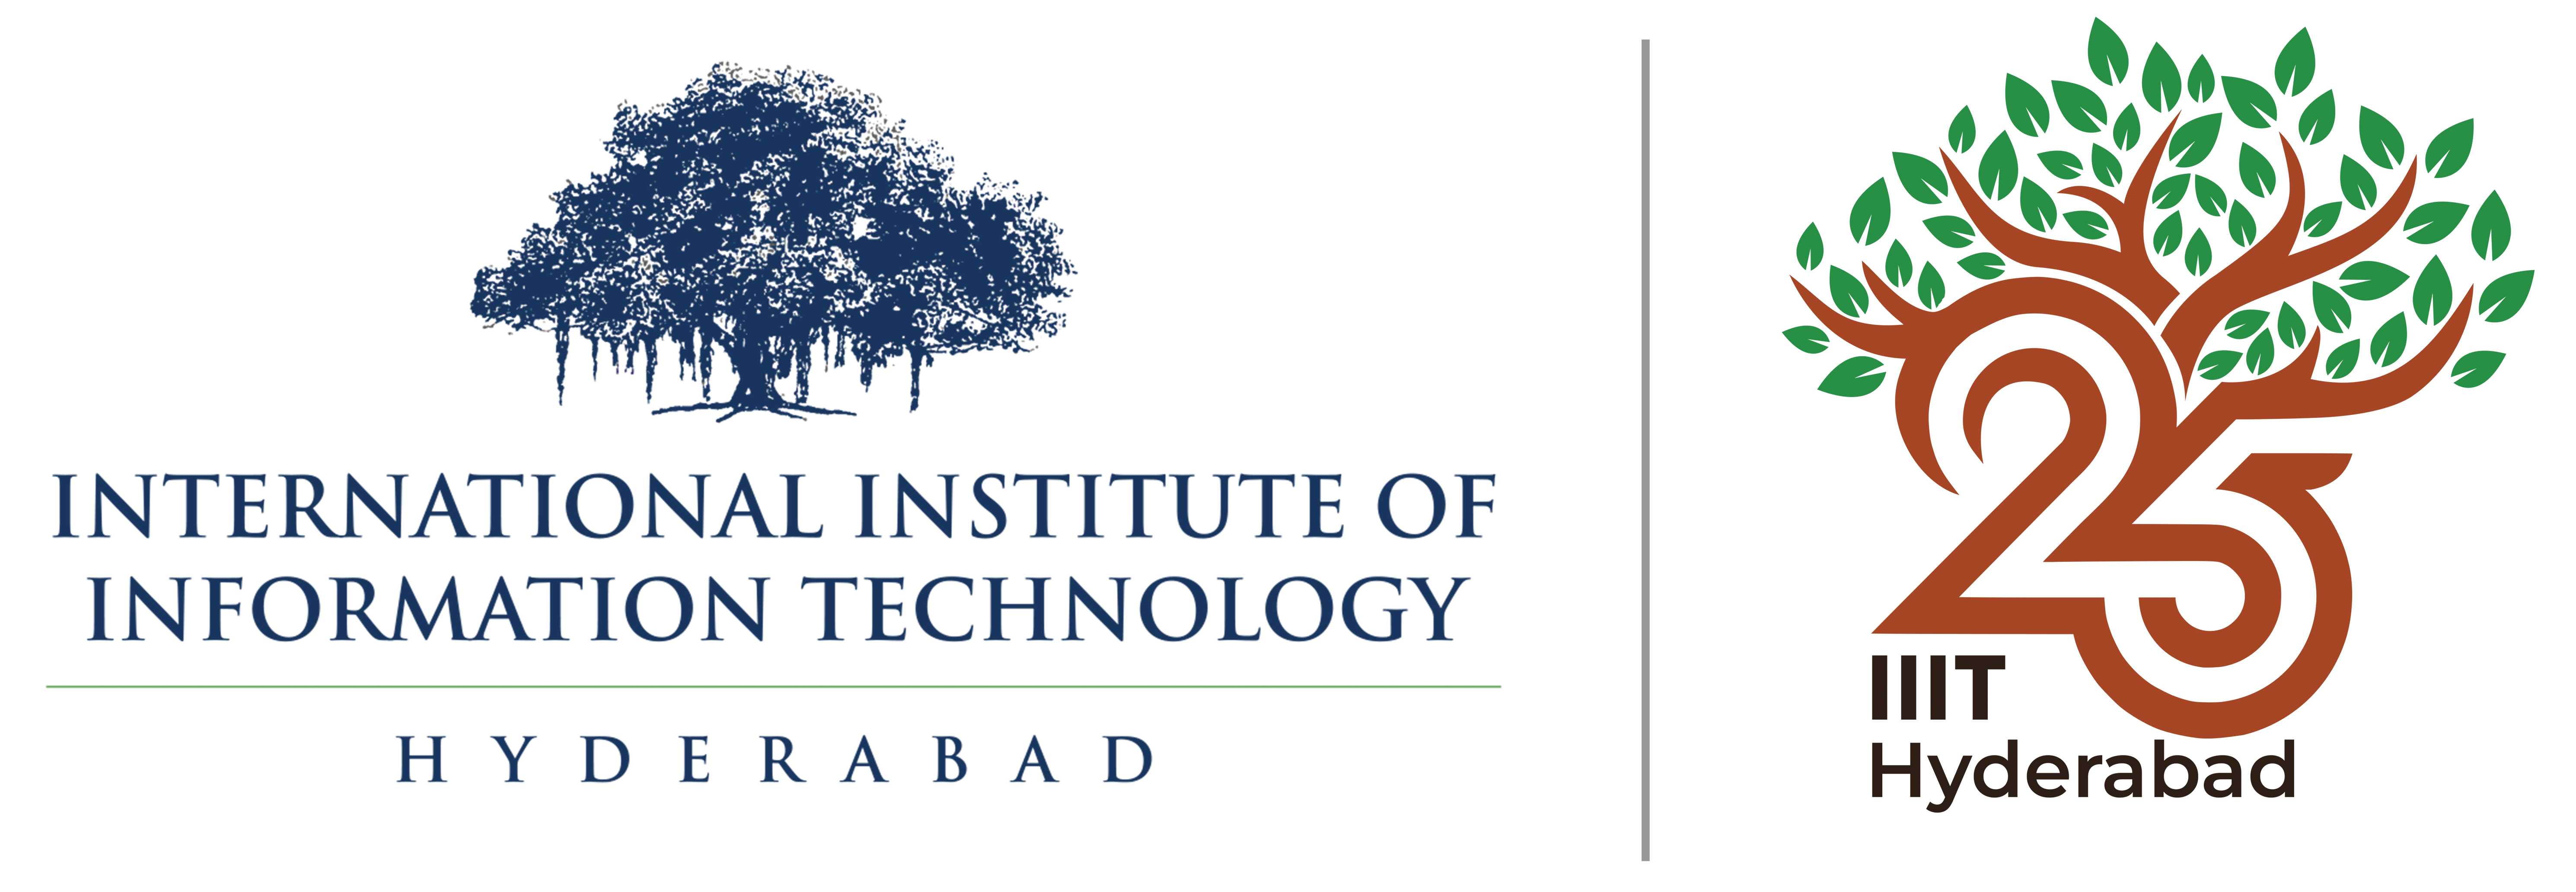 INTERNATIONAL INSTITUTE OF
INFORMATION TECHNOLOGY
HYDERABAD
25
IIIT
Hyderabad